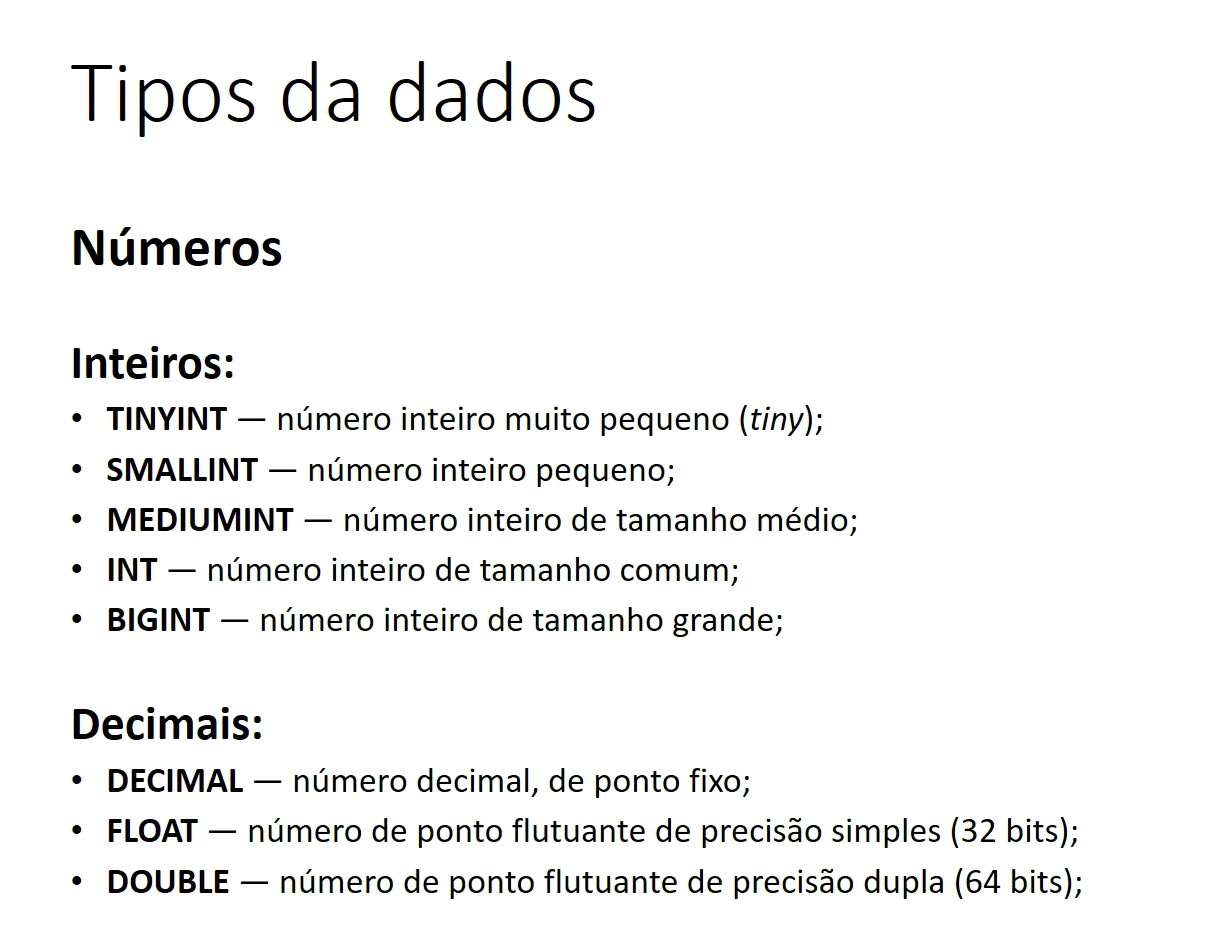 Tipos da dados
Números
Inteiros:
• TINYINT — número inteiro muito pequeno (tiny);
• SMALLINT — número inteiro pequeno;
• MEDIUMINT — número inteiro de tamanho médio;
• INT — número inteiro de tamanho comum;
• BIGINT — número inteiro de tamanho grande;
Decimais:
• DECIMAL — número decimal, de ponto fixo;
• FLOAT — número de ponto flutuante de precisão simples (32 bits);
• DOUBLE — número de ponto flutuante de precisão dupla (64 bits);